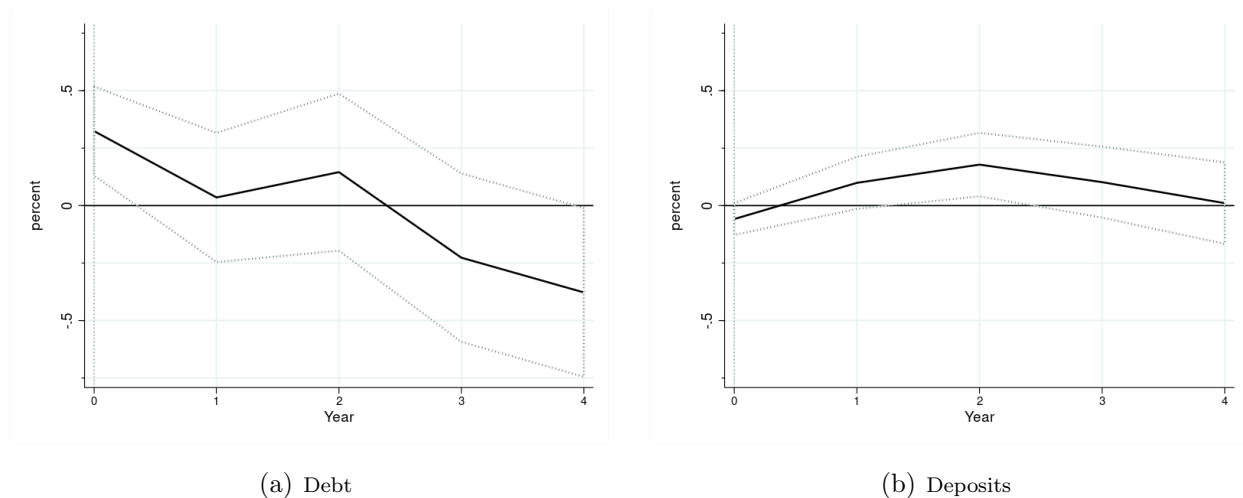 .5
0
-.5
percent
0 1 2 3 4
Year
(a) Debt
.5
0
-.5
percent
0 1 2 3 4
Year
(b) Deposits